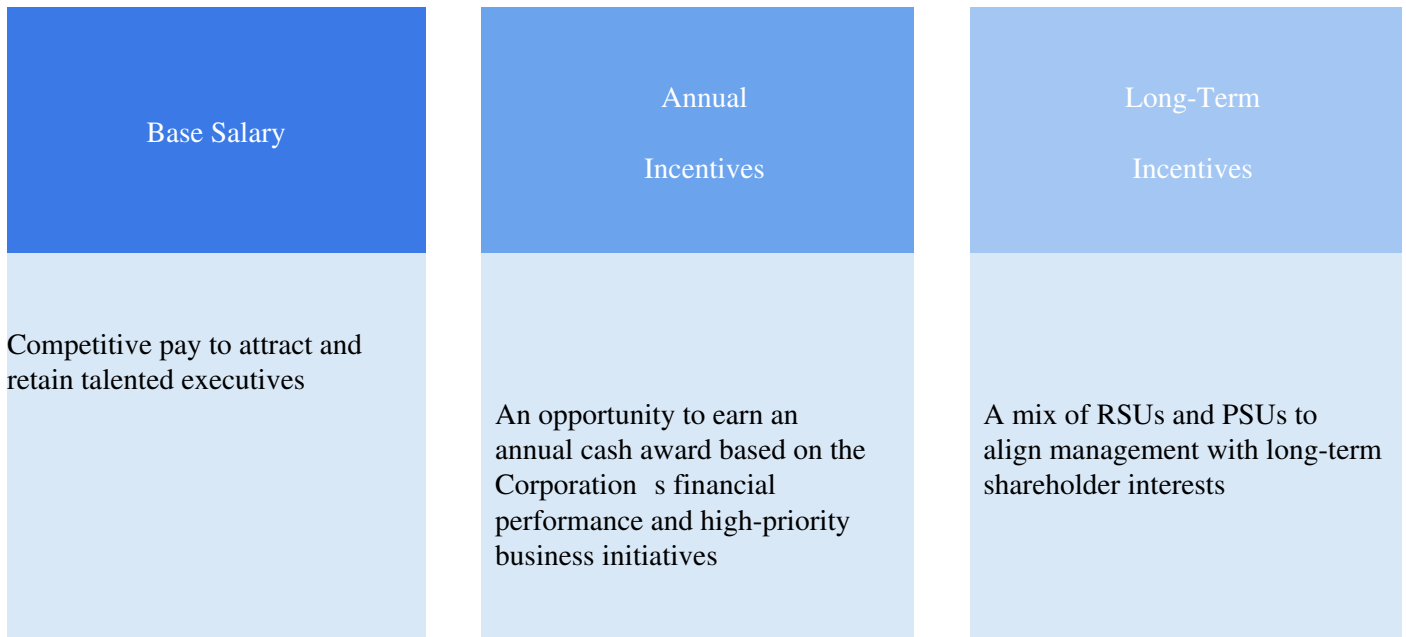 Base Salary
Competitive pay to attract and
retain talented executives
Annual
Incentives
An opportunity to earn an
annual cash award based on the
Corporation s financial
performance and high-priority
business initiatives
Long-Term
Incentives
A mix of RSUs and PSUs to
align management with long-term
shareholder interests